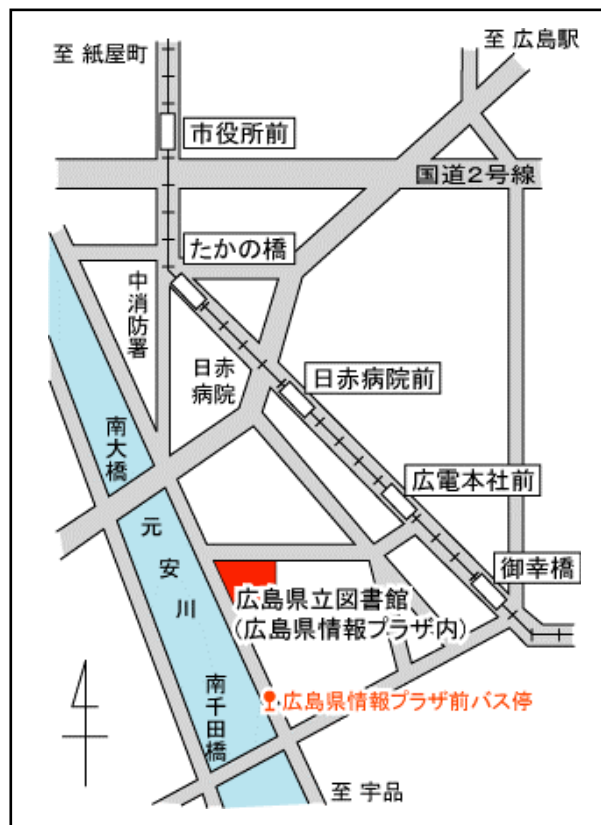 至 紙屋町
至 広島駅
市役所前
国道2号線
たかの橋
中消防署
日赤
病院
日赤病院前
南大橋
広電本社前
元安川
御幸橋
広島県立図書館
(広島県情報プラザ内)
南千田橋
広島県情報プラザ前バス停
至 宇品